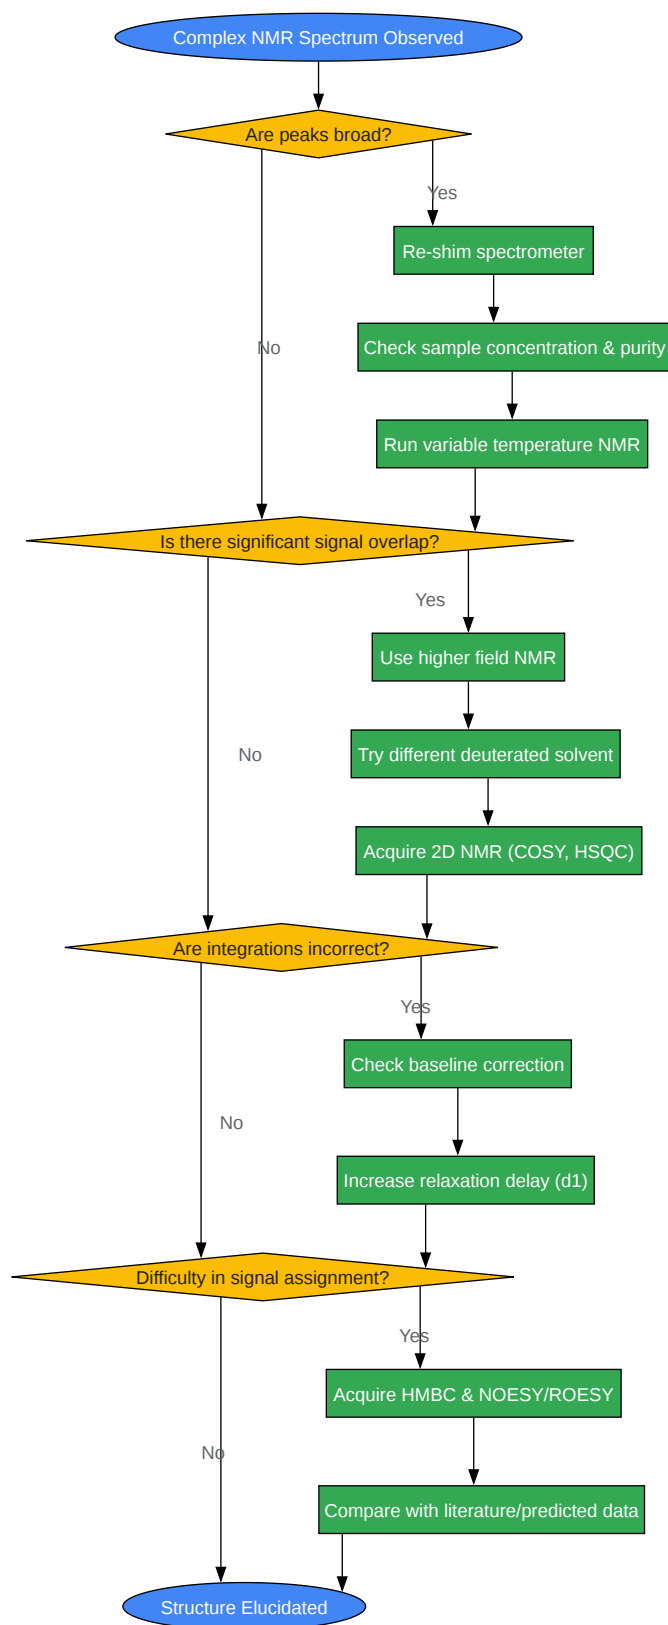 Complex NMR Spectrum Observed
Are peaks broad?
Yes
Re-shim spectrometer
No
Check sample concentration & purity
Run variable temperature NMR
Is there significant signal overlap?
Yes
Use higher field NMR
No
Try different deuterated solvent
Acquire 2D NMR (COSY, HSQC)
Are integrations incorrect?
Yes
Check baseline correction
No
Increase relaxation delay (d1)
Difficulty in signal assignment?
Yes
Acquire HMBC & NOESY/ROESY
No
Compare with literature/predicted data
Structure Elucidated